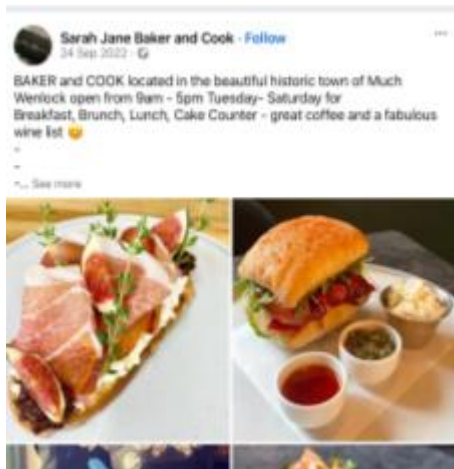 Sarah Jane Baker and Cook · Follow
24 Sep 2022 ·
BAKER and COOK located in the beautiful historic town of Much
Wenlock open from 9am - 5pm Tuesday- Saturday for
Breakfast, Brunch, Lunch, Cake Counter - great coffee and a fabulous
wine list 😊
-
-
-... See more